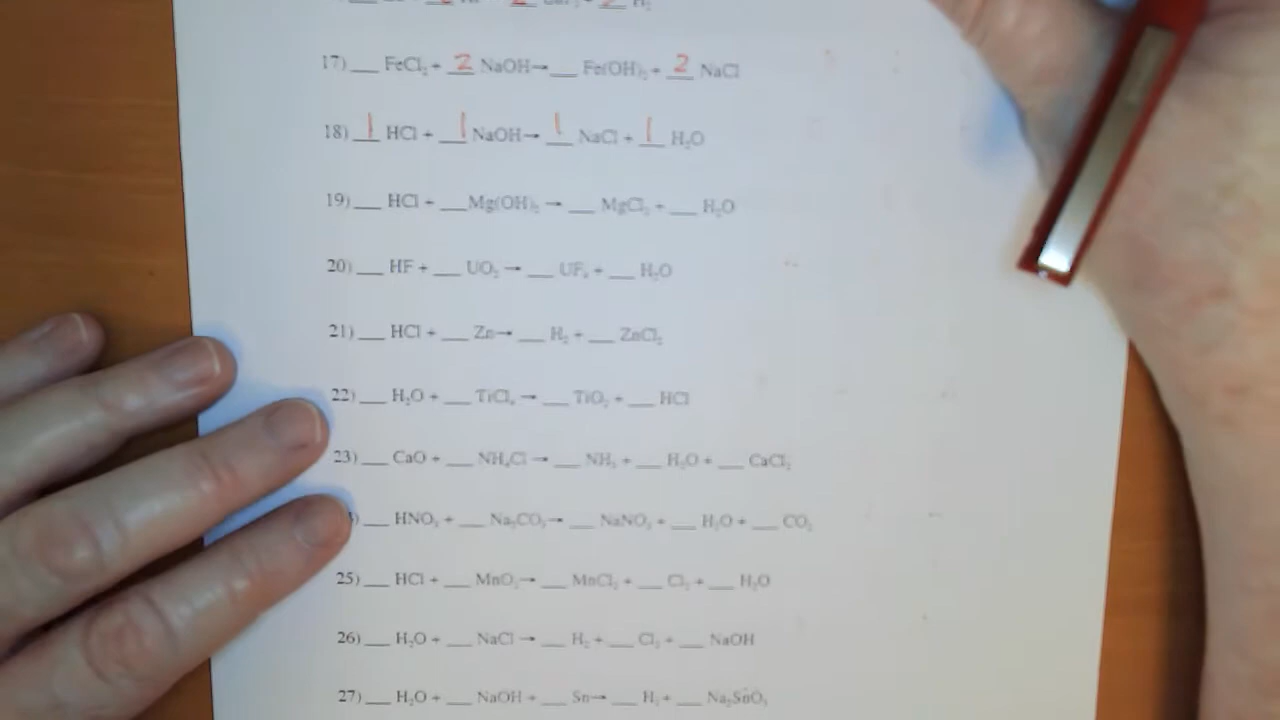 17) ___ FeCl₂ + 2 NaOH → ___ Fe(OH)₂ + 2 NaCl
18) 1 HCl + 1 NaOH → 1 NaCl + 1 H₂O
19) ___ HCl + ___ Mg(OH)₂ → ___ MgCl₂ + ___ H₂O
20) ___ HF + ___ UO₂ → ___ UF₄ + ___ H₂O
21) ___ HCl + ___ Zn → ___ H₂ + ___ ZnCl₂
22) ___ H₂O + ___ TiCl₄ → ___ TiO₂ + ___ HCl
23) ___ CaO + ___ NH₄Cl → ___ NH₃ + ___ H₂O + ___ CaCl₂
) ___ HNO₃ + ___ Na₂CO₃ → ___ NaNO₃ + ___ H₂O + ___ CO₂
25) ___ HCl + ___ MnO₂ → ___ MnCl₂ + ___ Cl₂ + ___ H₂O
26) ___ H₂O + ___ NaCl → ___ H₂ + ___ Cl₂ + ___ NaOH
27) ___ H₂O + ___ NaOH + ___ Sn → ___ H₂ + ___ Na₂SnO₃